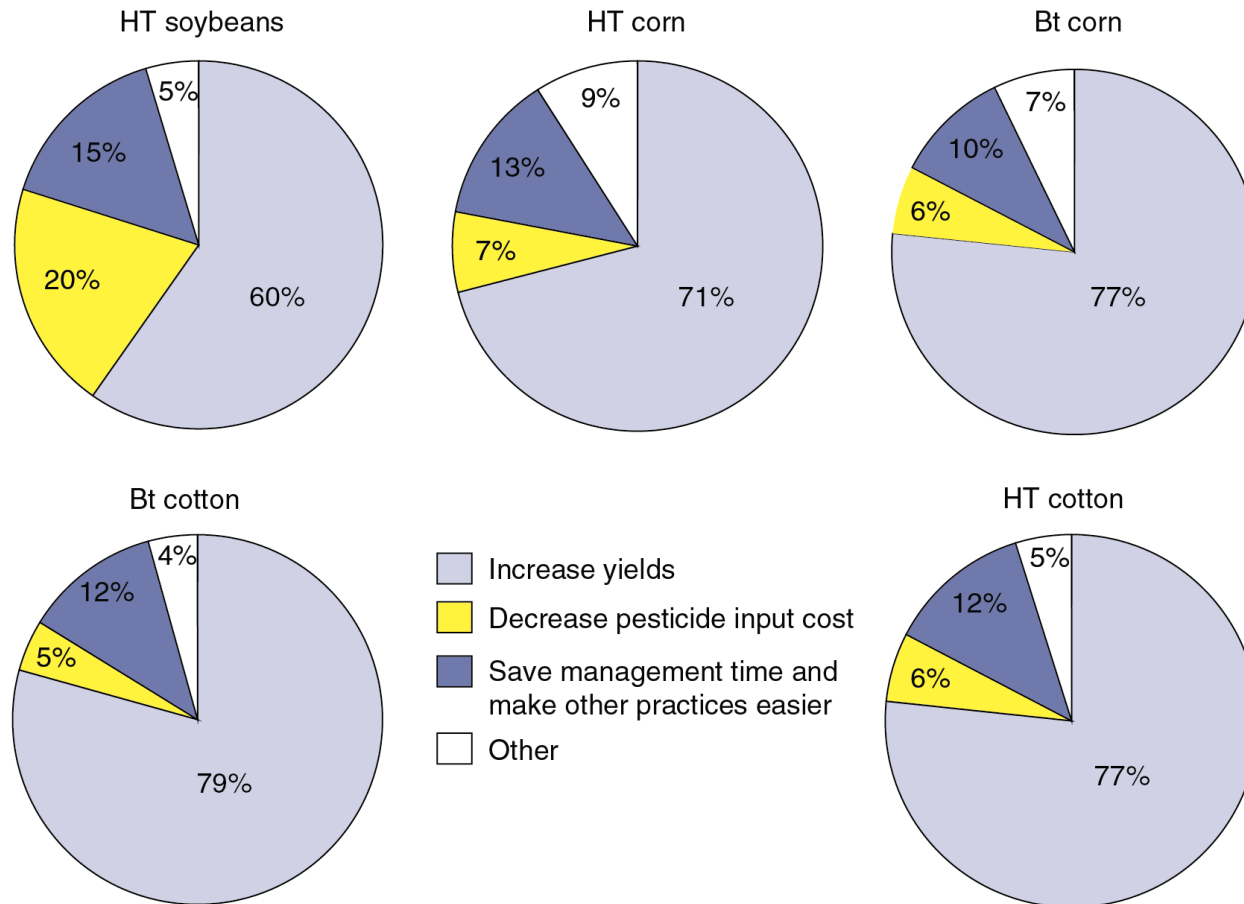 HT soybeans
HT corn
Bt corn
5%
15%
20%
60%
9%
13%
7%
71%
7%
10%
6%
77%
Bt cotton
HT cotton
4%
12%
5%
79%
Increase yields
Decrease pesticide input cost
Save management time and
make other practices easier
Other
5%
12%
6%
77%